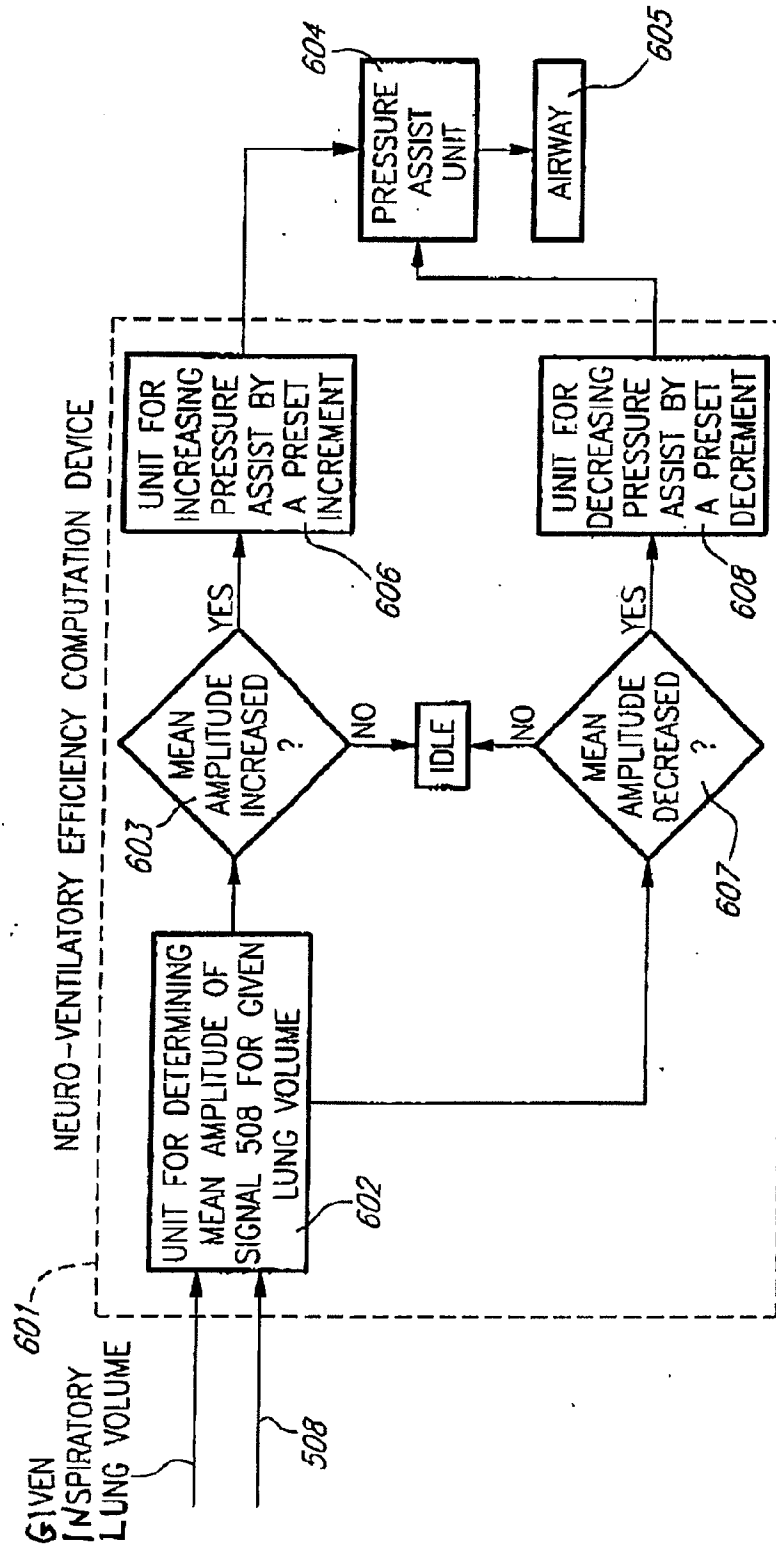 NEURO-VENTILATORY EFFICIENCY COMPUTATION DEVICE
601
GIVEN
INSPIRATORY
LUNG VOLUME
508
UNIT FOR DETERMINING
MEAN AMPLITUDE OF
SIGNAL 508 FOR GIVEN
LUNG VOLUME
602
603
MEAN
AMPLITUDE
INCREASED
?
YES
NO
IDLE
NO
MEAN
AMPLITUDE
DECREASED
?
607
YES
UNIT FOR
INCREASING
PRESSURE
ASSIST BY
A PRESET
INCREMENT
606
UNIT FOR
DECREASING
PRESSURE
ASSIST BY
A PRESET
DECREMENT
608
604
PRESSURE
ASSIST
UNIT
AIRWAY
605